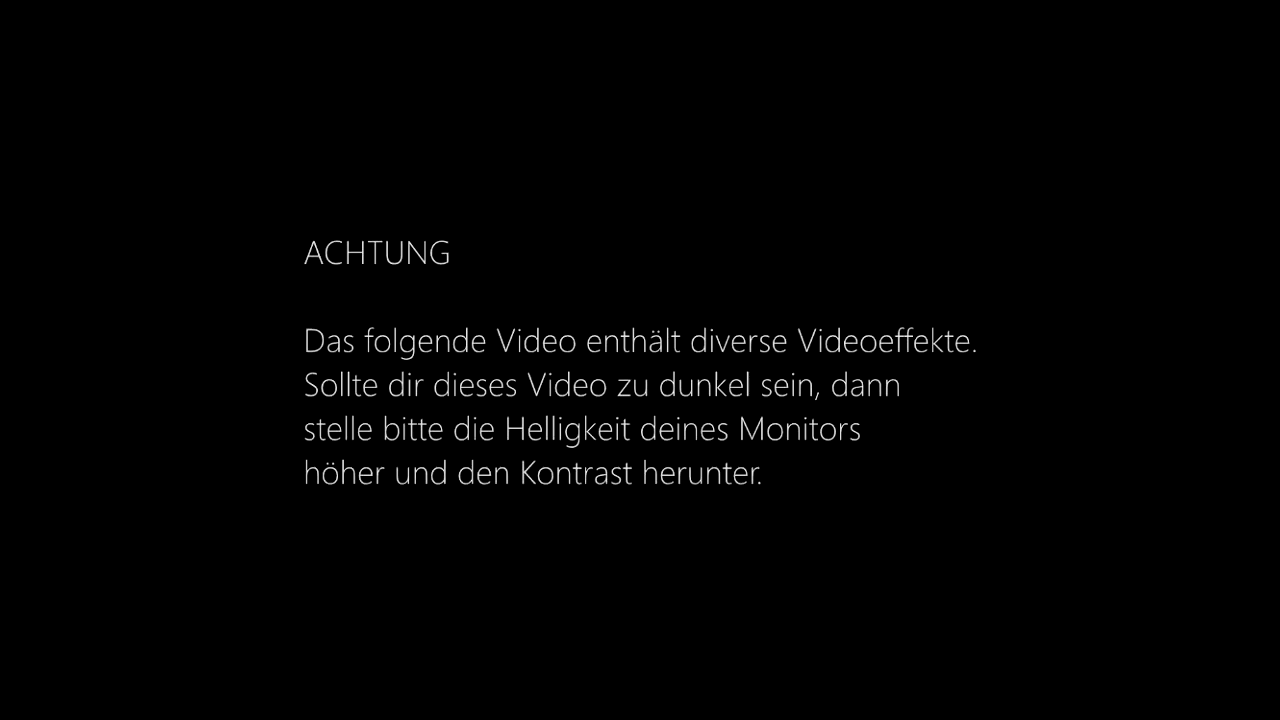 ACHTUNG
Das folgende Video enthält diverse Videoeffekte.
Sollte dir dieses Video zu dunkel sein, dann
stelle bitte die Helligkeit deines Monitors
höher und den Kontrast herunter.